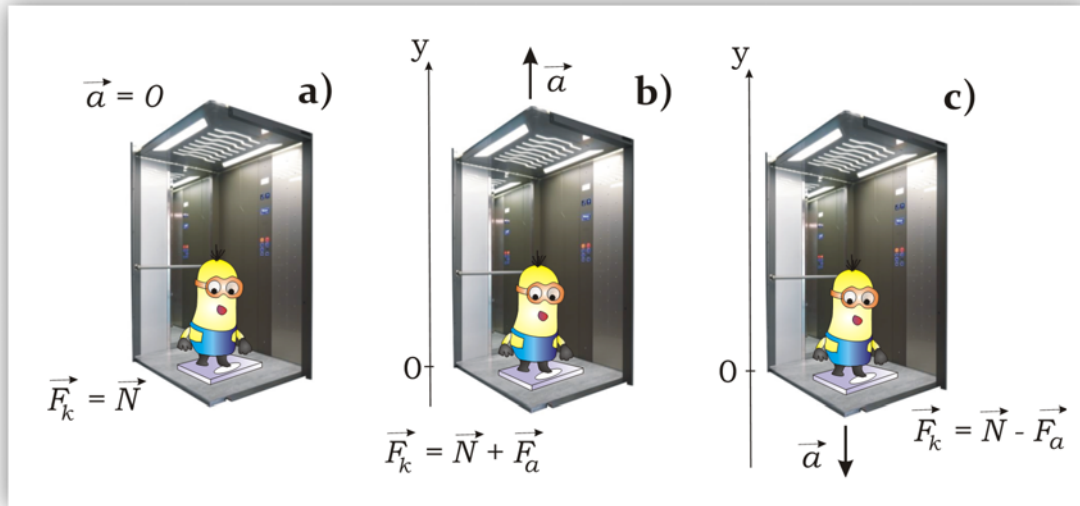 a⃗ = 0
a)
F⃗ₖ = N⃗
y
a⃗
b)
0
F⃗ₖ = N⃗ + F⃗ₐ
y
c)
0
a⃗
F⃗ₖ = N⃗ - F⃗ₐ